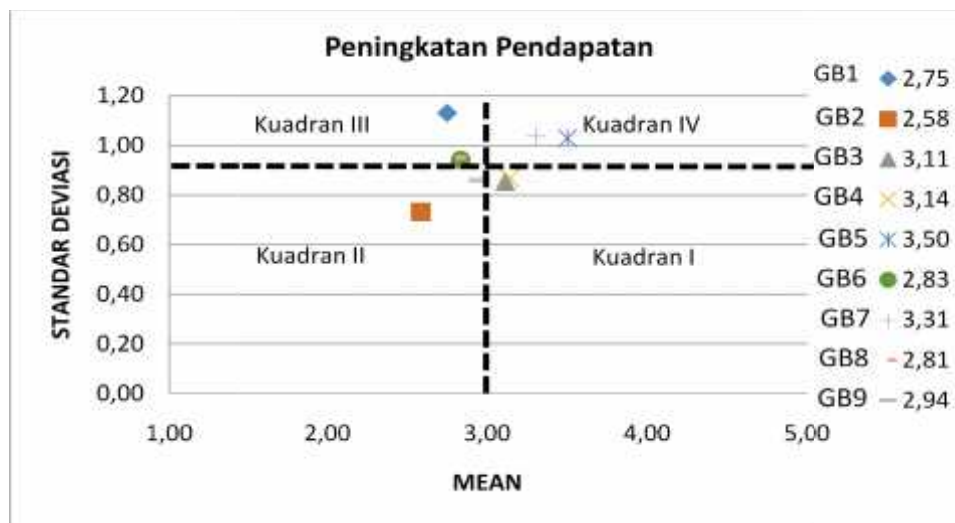 Peningkatan Pendapatan
STANDAR DEVIASI
1,20
1,00
0,80
0,60
0,40
0,20
0,00
Kuadran III
Kuadran IV
Kuadran II
Kuadran I
1,00 2,00 3,00 4,00 5,00
MEAN
GB1 2,75
GB2 2,58
GB3 3,11
GB4 3,14
GB5 3,50
GB6 2,83
GB7 3,31
GB8 2,81
GB9 2,94